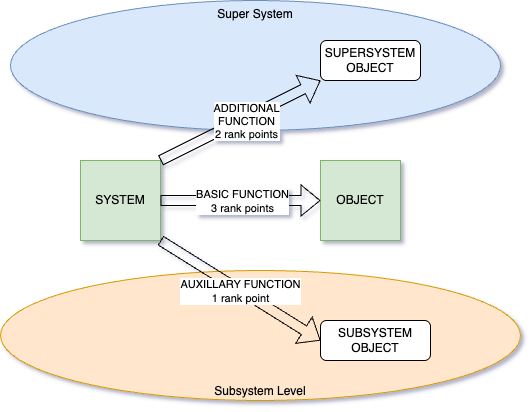 Super System
SUPERSYSTEM
OBJECT
ADDITIONAL
FUNCTION
2 rank points
SYSTEM
BASIC FUNCTION
3 rank points
OBJECT
AUXILLARY FUNCTION
1 rank point
SUBSYSTEM
OBJECT
Subsystem Level